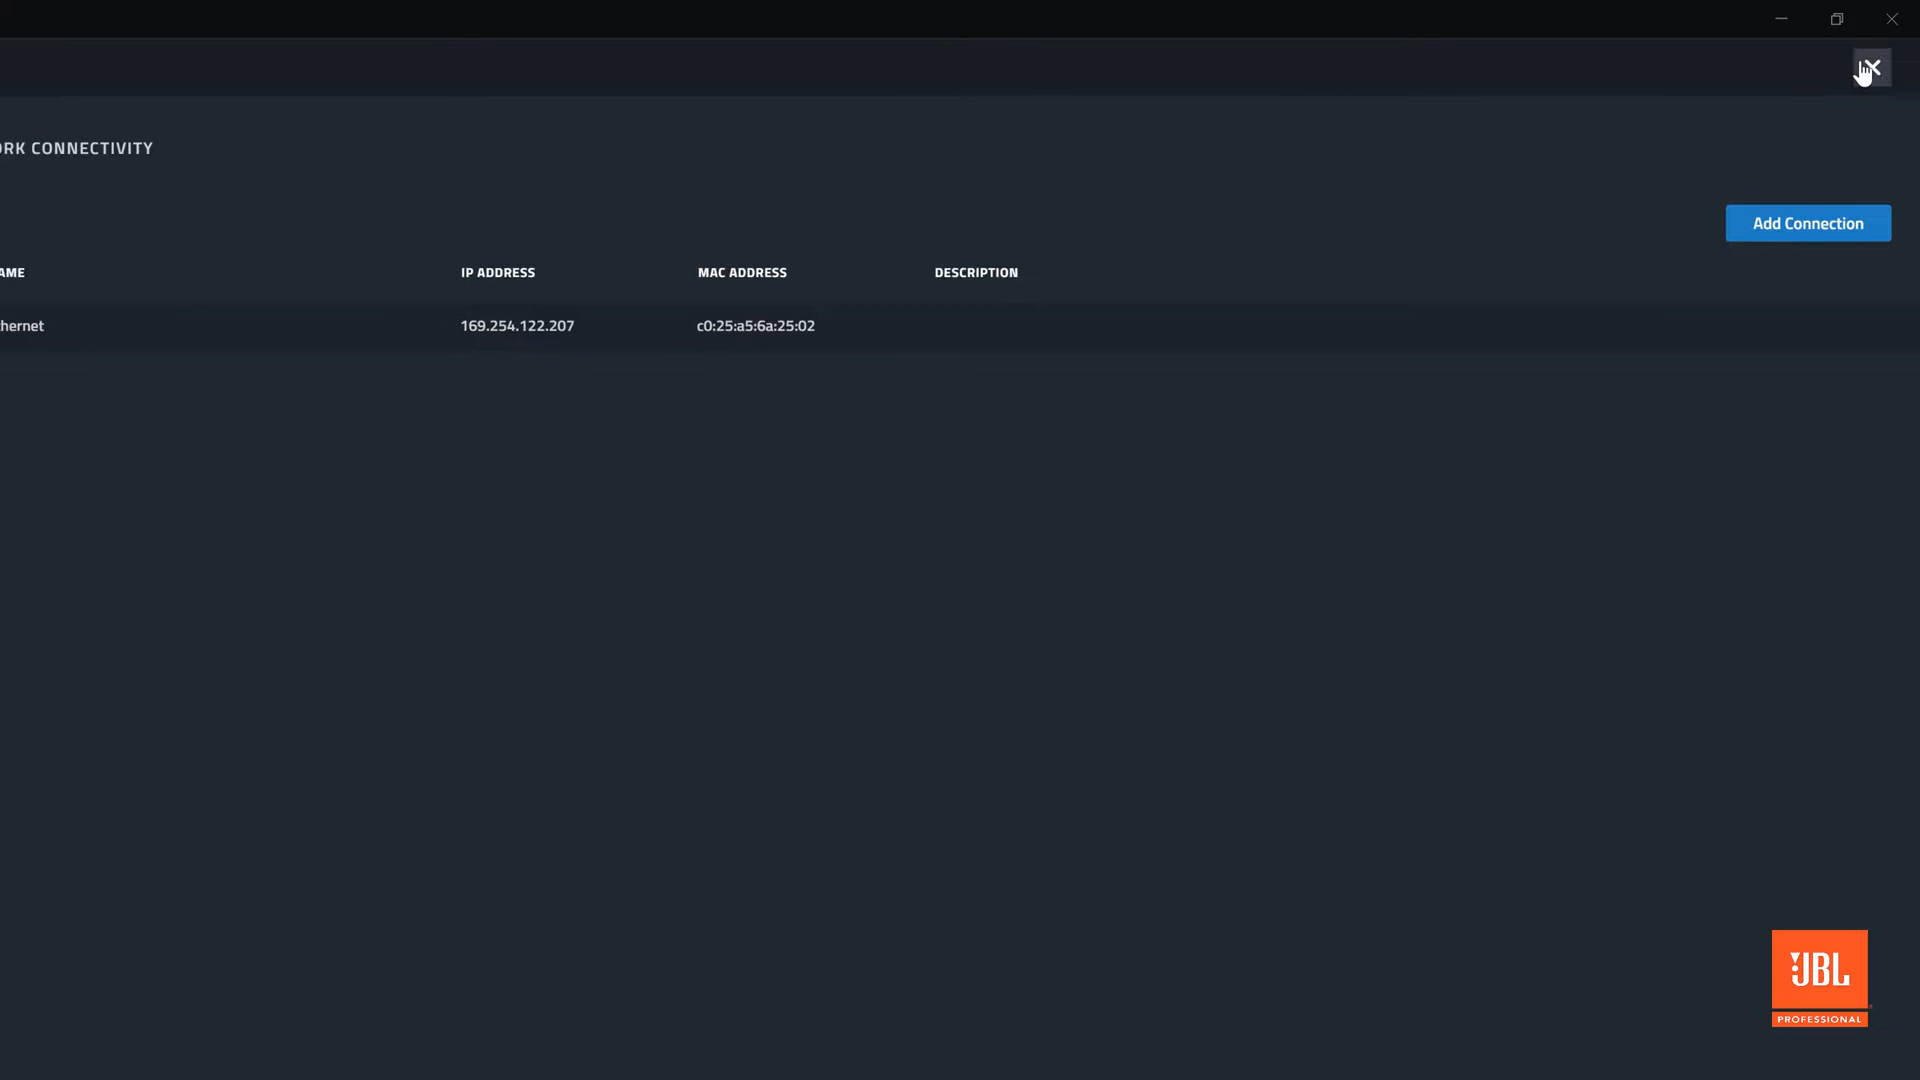 ORK CONNECTIVITY
Add Connection
AME IP ADDRESS MAC ADDRESS DESCRIPTION
hernet 169.254.122.207 c0:25:a5:6a:25:02
JBL
PROFESSIONAL